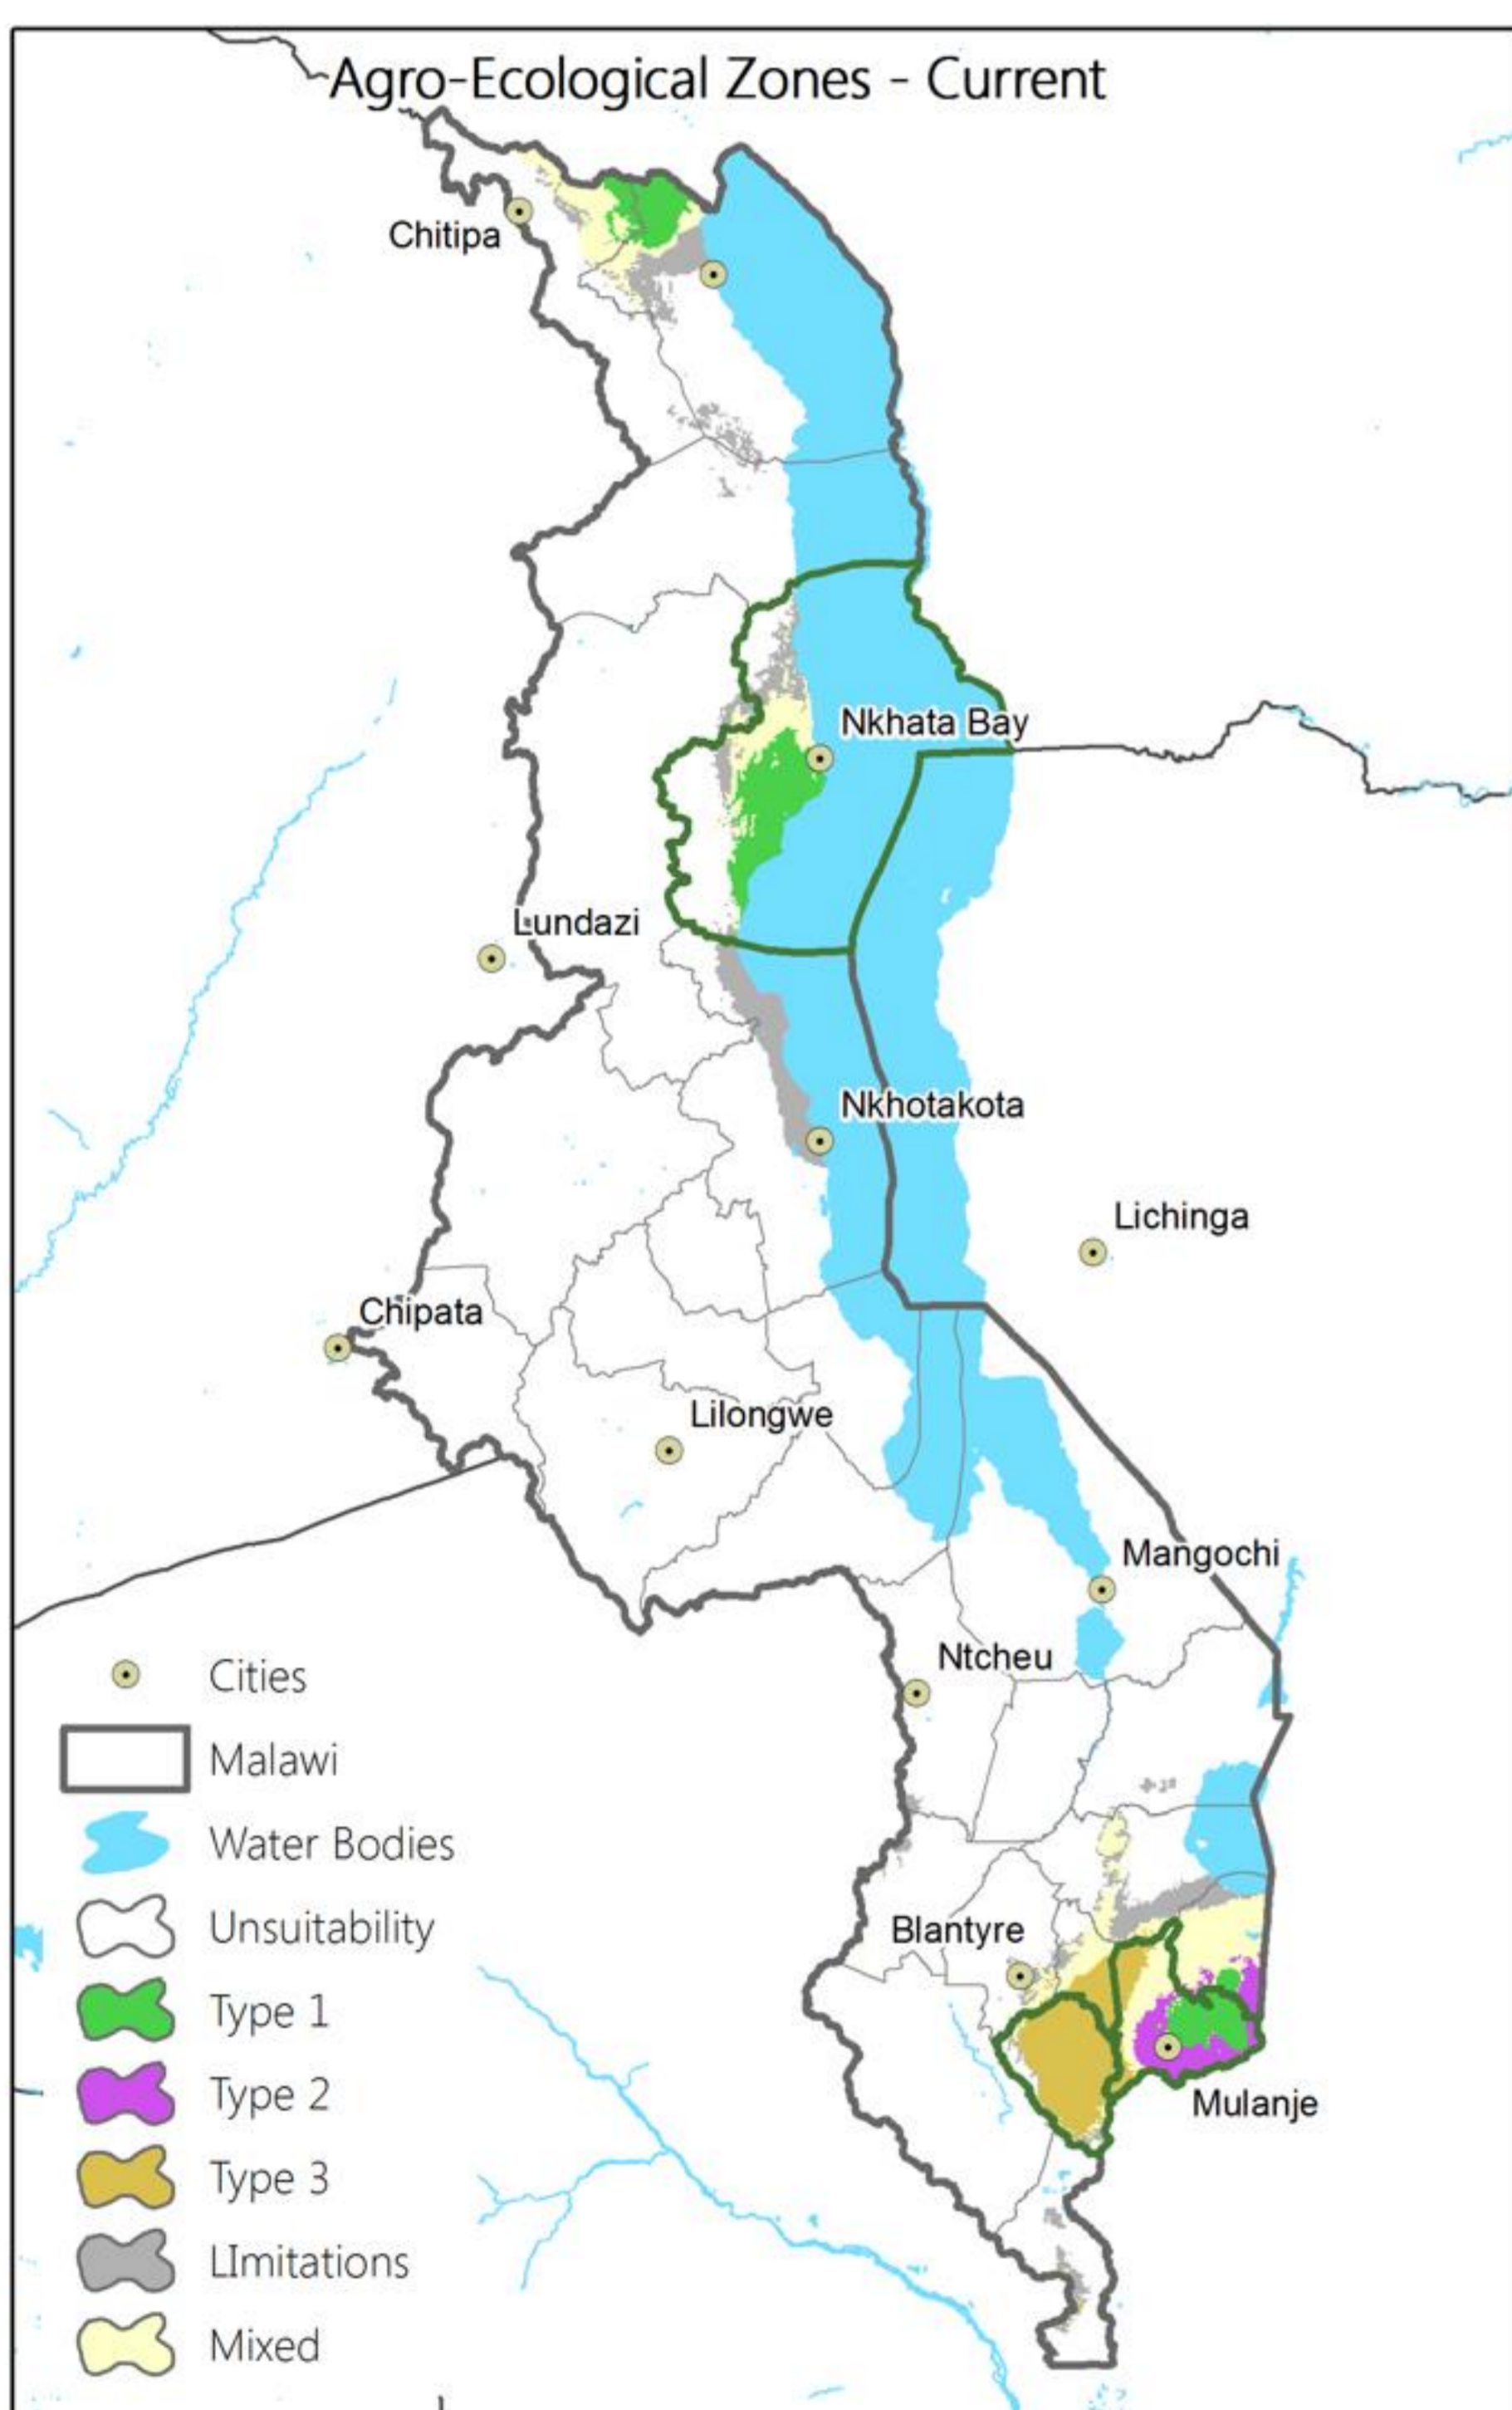 Agro-Ecological Zones - Current
Chitipa
Nkhata Bay
Lundazi
Nkhotakota
Lichinga
Chipata
Lilongwe
Mangochi
Ntcheu
Blantyre
Mulanje
Cities
Malawi
Water Bodies
Unsuitability
Type 1
Type 2
Type 3
LImitations
Mixed